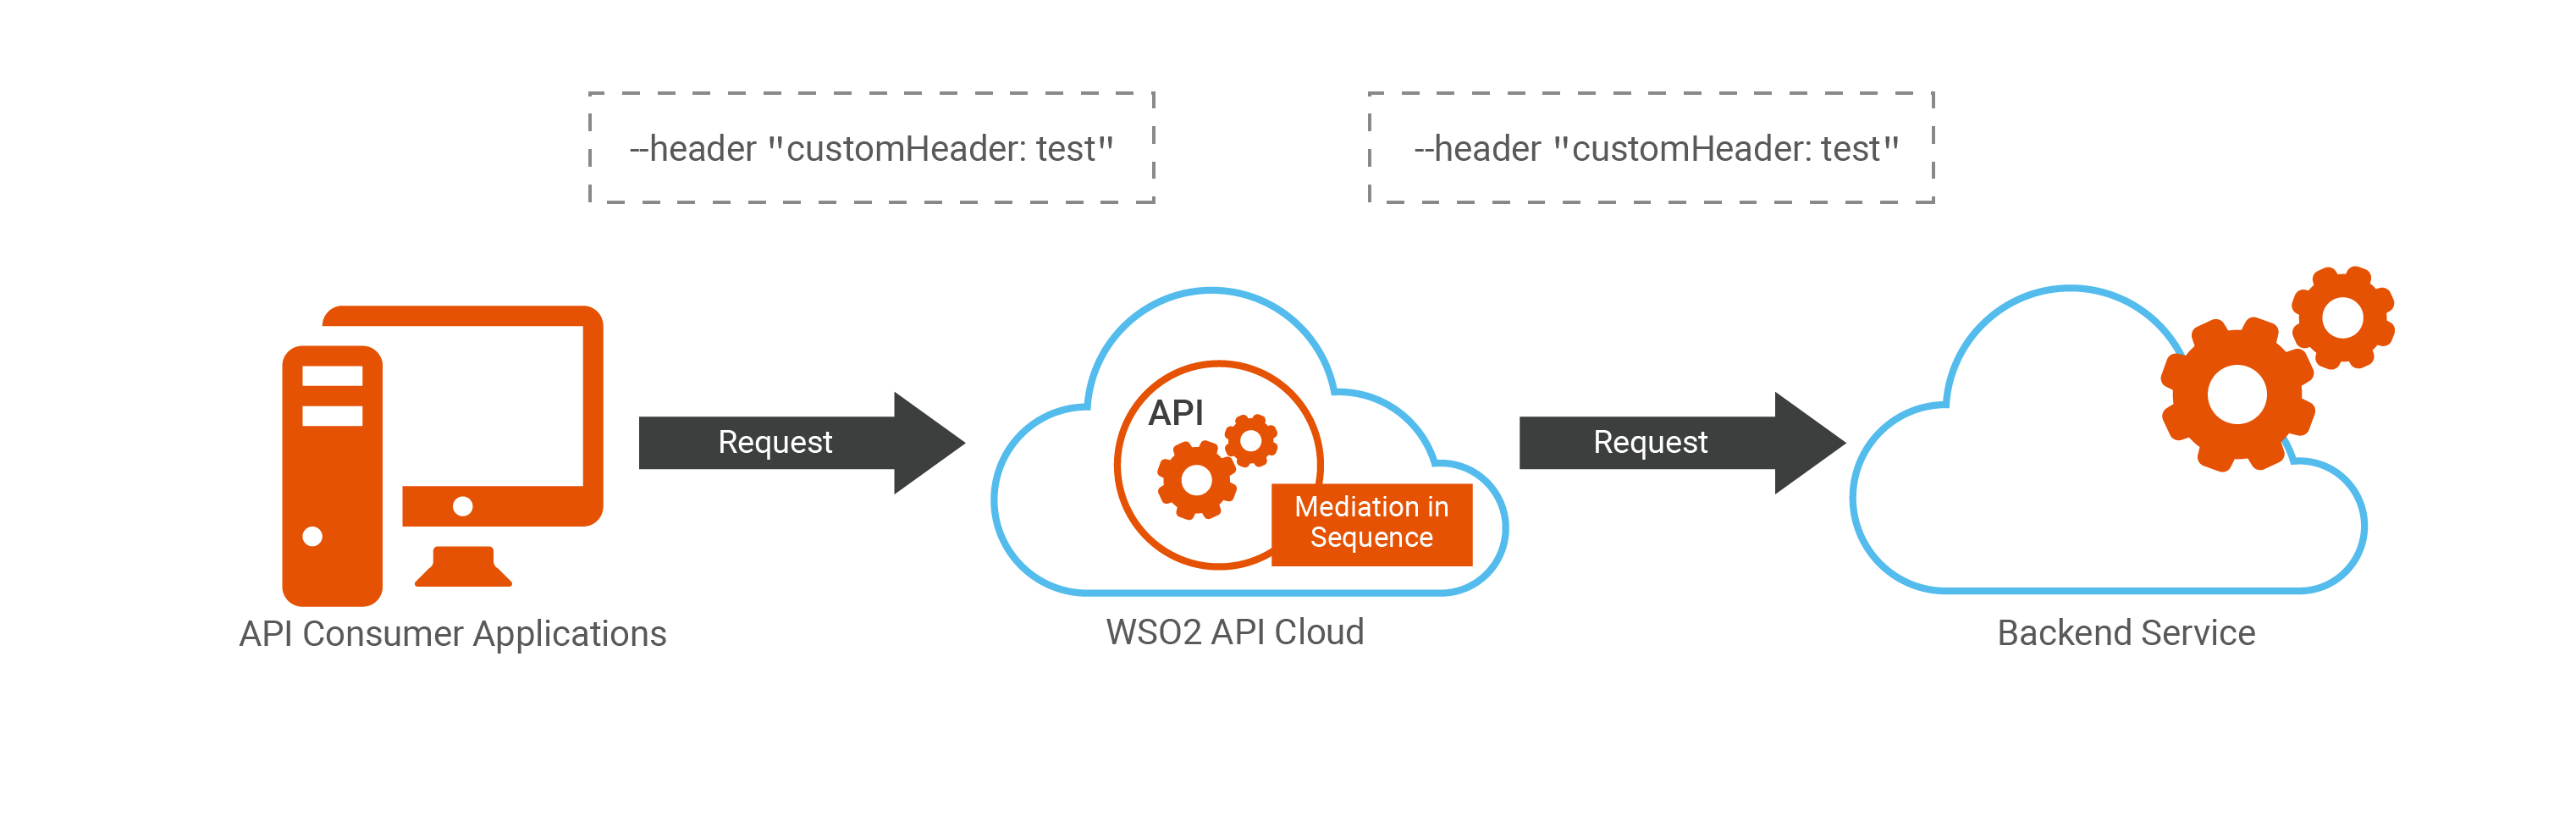 --header "customHeader: test"
--header "customHeader: test"
API
Request
Request
Mediation in
Sequence
API Consumer Applications
WSO2 API Cloud
Backend Service